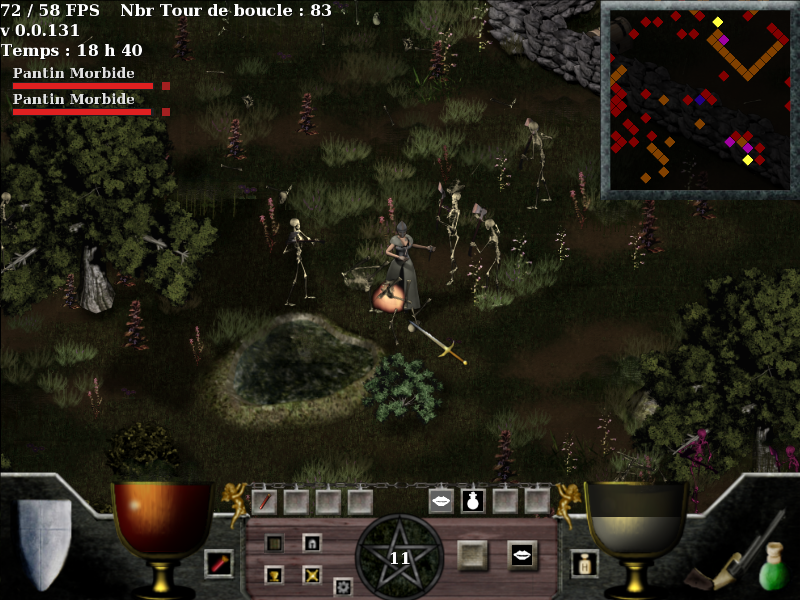 72 / 58 FPS Nbr Tour de boucle : 83
v 0.0.131
Temps : 18 h 40
Pantin Morbide
Pantin Morbide
11